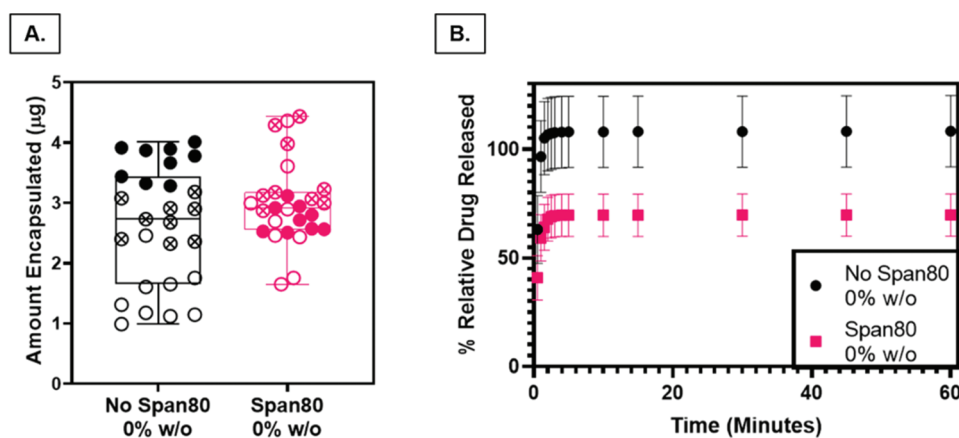 A.
B.
Amount Encapsulated (μg)
5
4
3
2
1
0
No Span80
0% w/o
Span80
0% w/o
% Relative Drug Released
100
50
0
0
20
40
60
Time (Minutes)
No Span80
0% w/o
Span80
0% w/o